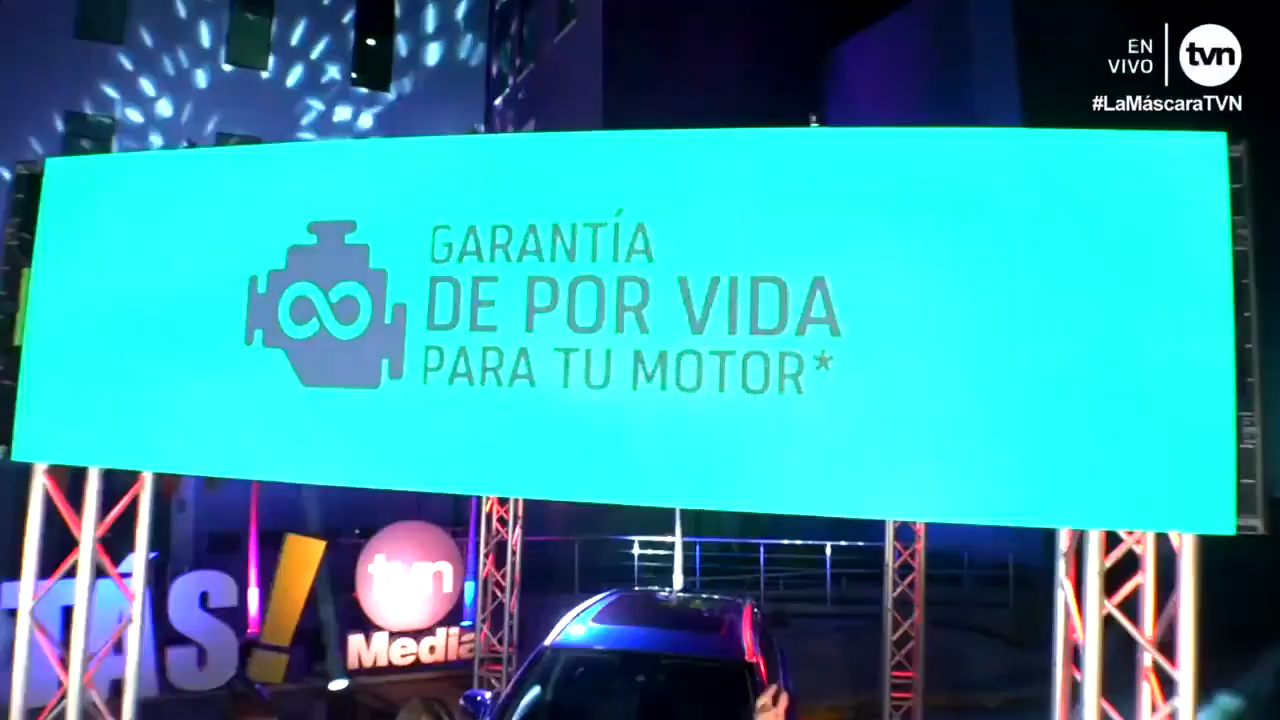 EN
VIVO
tvn
#LaMáscaraTVN
GARANTÍA
DE POR VIDA
PARA TU MOTOR*
TÁS!
tvn
Media